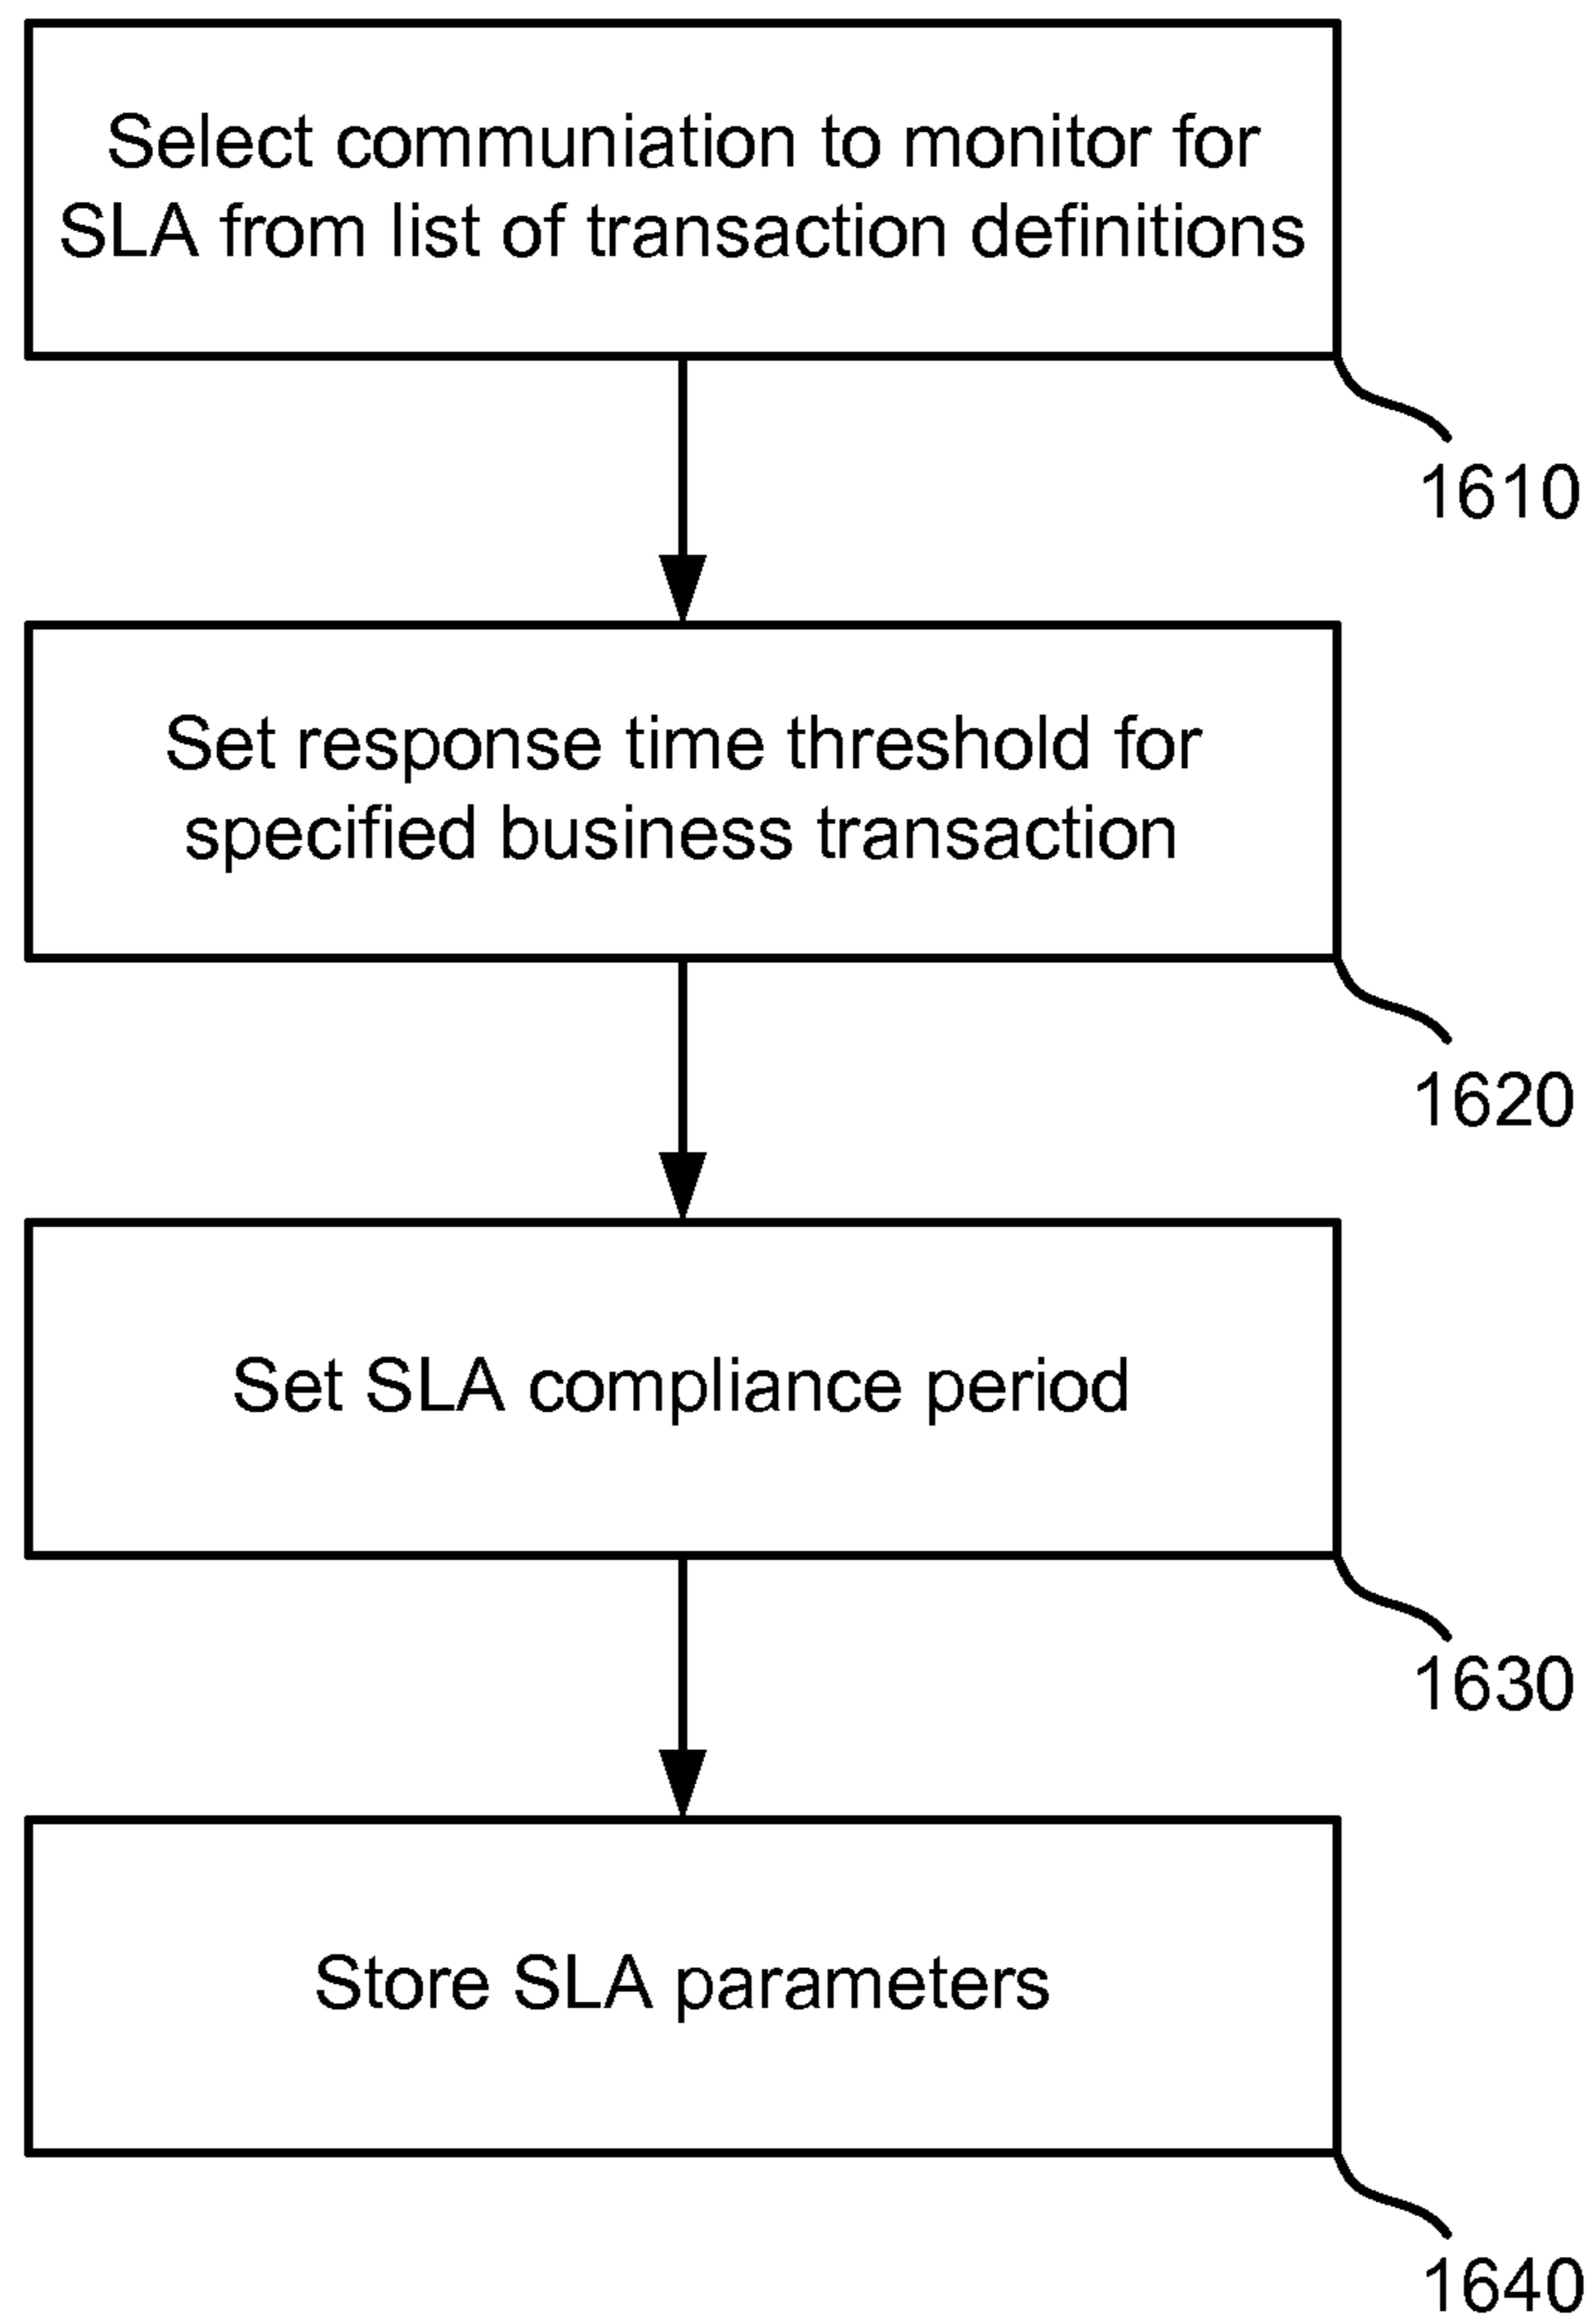 Select communiation to monitor for
SLA from list of transaction definitions
1610
Set response time threshold for
specified business transaction
1620
Set SLA compliance period
1630
Store SLA parameters
1640